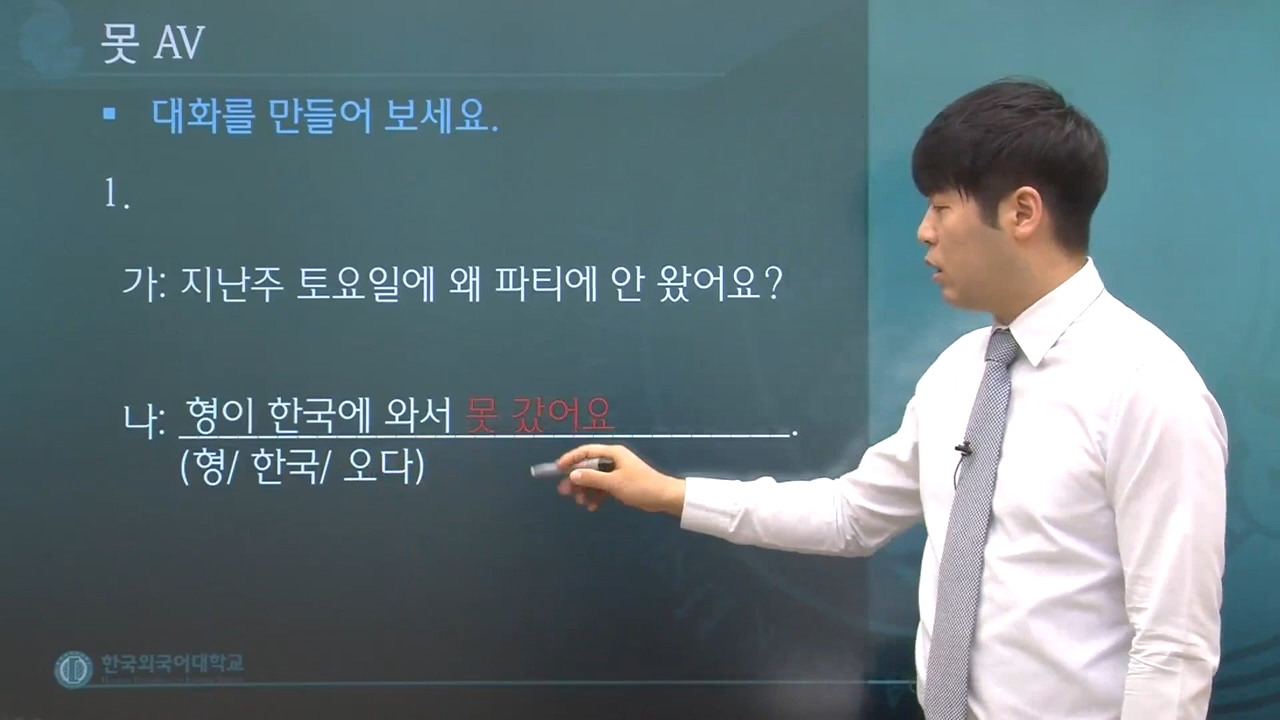 못 AV
▪ 대화를 만들어 보세요.
1.
가: 지난주 토요일에 왜 파티에 안 왔어요?
나: 형이 한국에 와서 못 갔어요.
(형/ 한국/ 오다)
한국외국어대학교